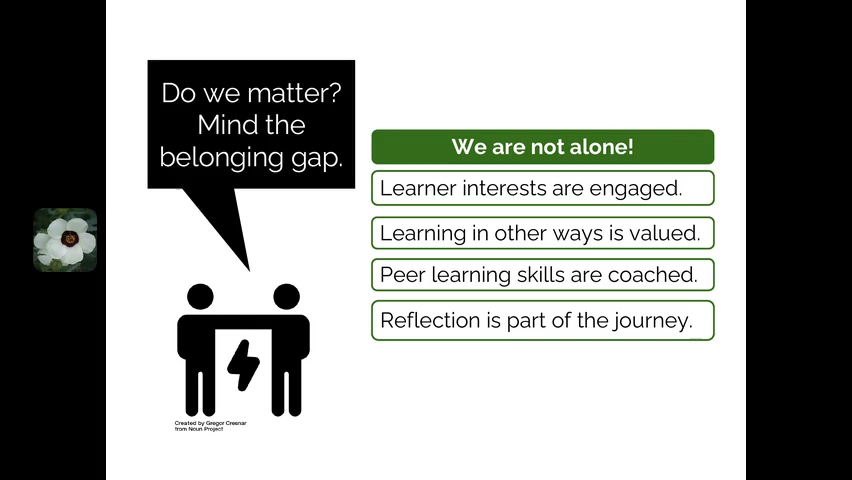 Do we matter?
Mind the
belonging gap.
We are not alone!
Learner interests are engaged.
Learning in other ways is valued.
Peer learning skills are coached.
Reflection is part of the journey.
Created by Gregor Cresnar
from Noun Project